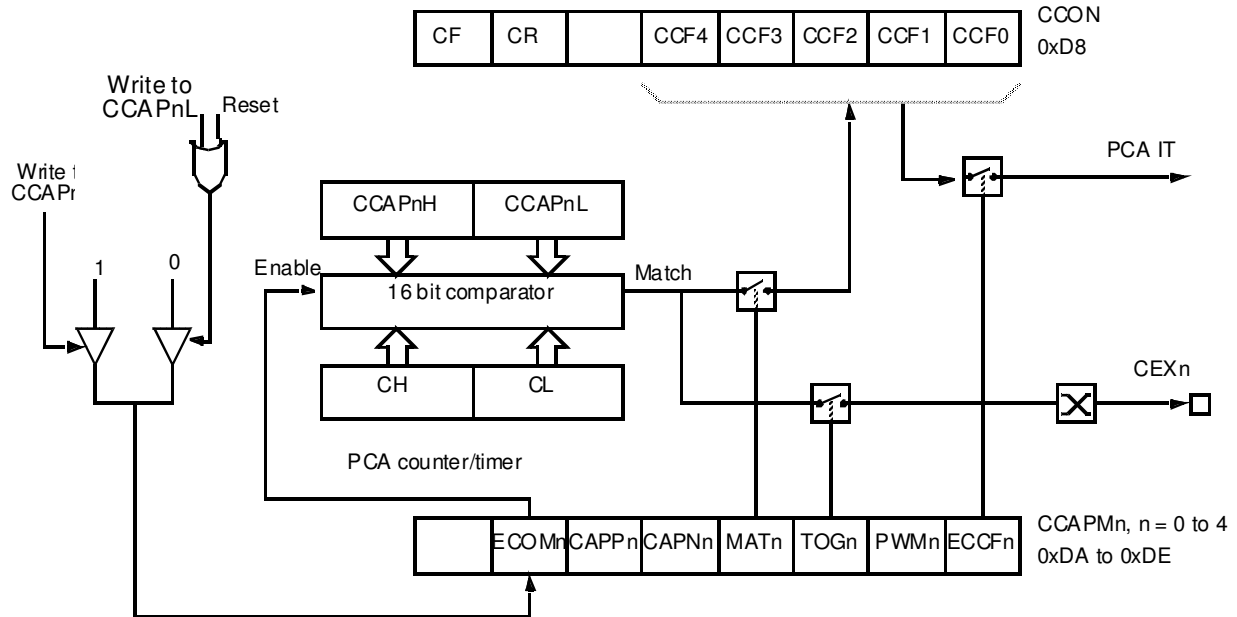 CF CR CCF4 CCF3 CCF2 CCF1 CCF0
CCON
0xD8
Write to
CCAPnL
Reset
Write
PCA IT
CCAPnH CCAPnL
1 0
Enable
Match
16 bit comparator
CH CL
CEXn
PCA counter/timer
ECOMn CAPPn CAPNn MATn TOGn PWMn ECCFn
CCAPMn, n = 0 to 4
0xDA to 0xDE